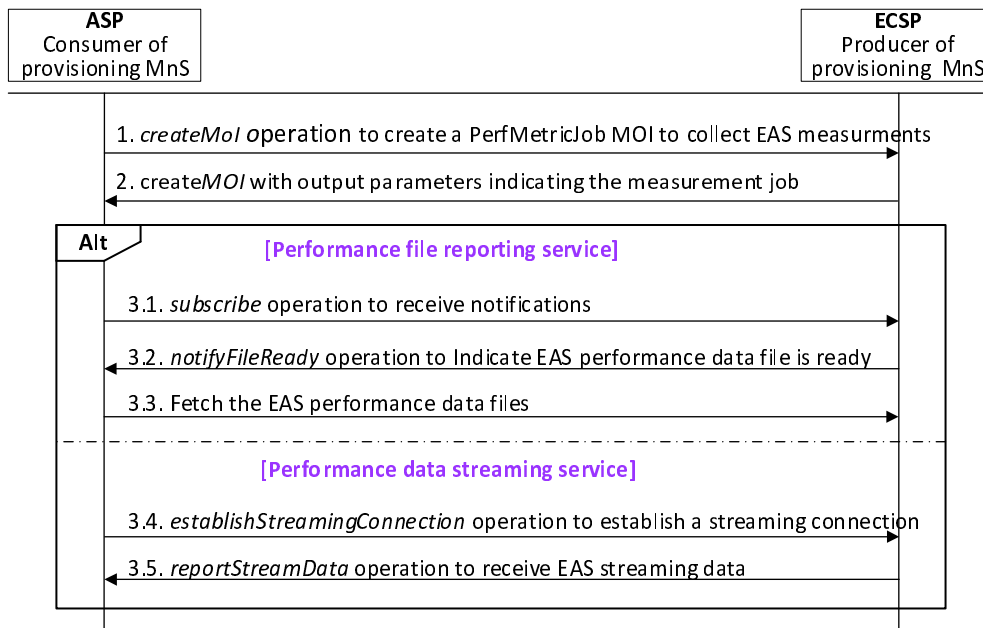 ASP
Consumer of
provisioning MnS
ECSP
Producer of
provisioning MnS
1. createMoI operation to create a PerfMetricJob MOI to collect EAS measurments
2. createMOI with output parameters indicating the measurement job
Alt
[Performance file reporting service]
3.1. subscribe operation to receive notifications
3.2. notifyFileReady operation to Indicate EAS performance data file is ready
3.3. Fetch the EAS performance data files
[Performance data streaming service]
3.4. establishStreamingConnection operation to establish a streaming connection
3.5. reportStreamData operation to receive EAS streaming data